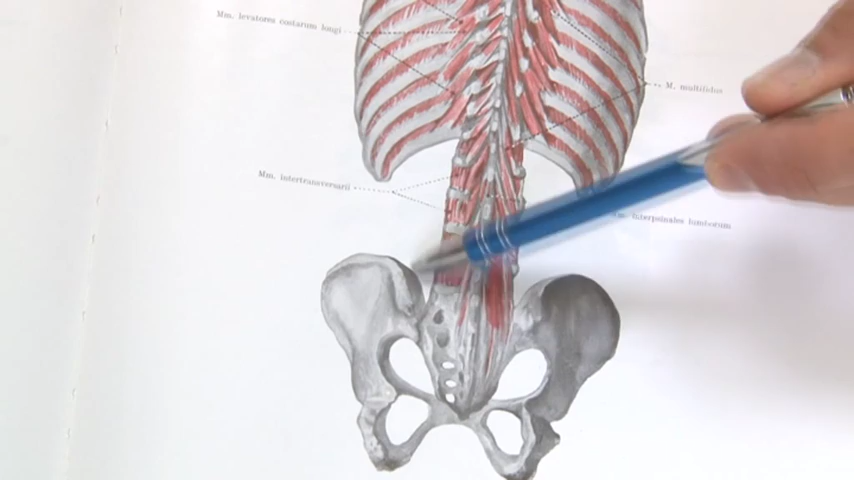 Mm. levatores costarum longi
M. multifidus
Mm. intertransversarii
Mm. interspinales lumborum